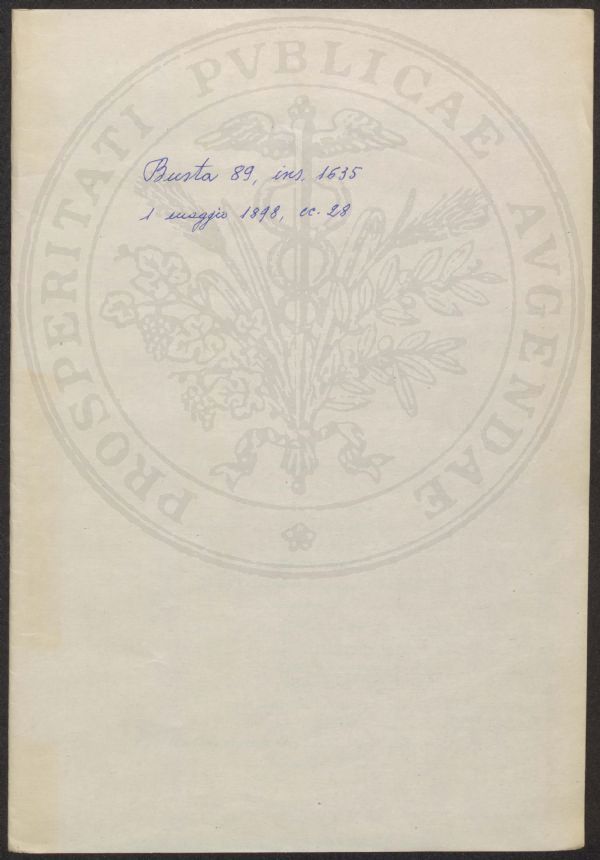 PROSPERITATI PVBLICAE AVGENDAE
Busta 89, ins. 1635
1 maggio 1898, cc. 28